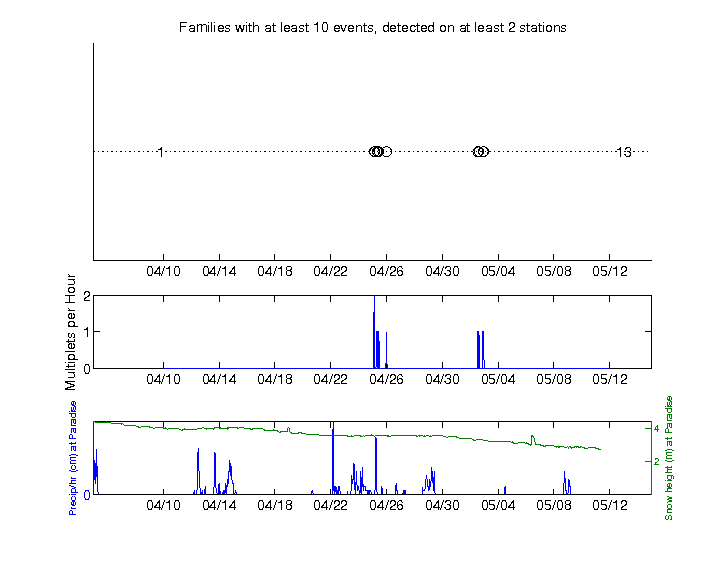 Families with at least 10 events, detected on at least 2 stations
1 13
04/10 04/14 04/18 04/22 04/26 04/30 05/04 05/08 05/12
Multiplets per Hour
2
1
0
04/10 04/14 04/18 04/22 04/26 04/30 05/04 05/08 05/12
Precip/hr (cm) at Paradise
0
4
2
Snow height (m) at Paradise
04/10 04/14 04/18 04/22 04/26 04/30 05/04 05/08 05/12